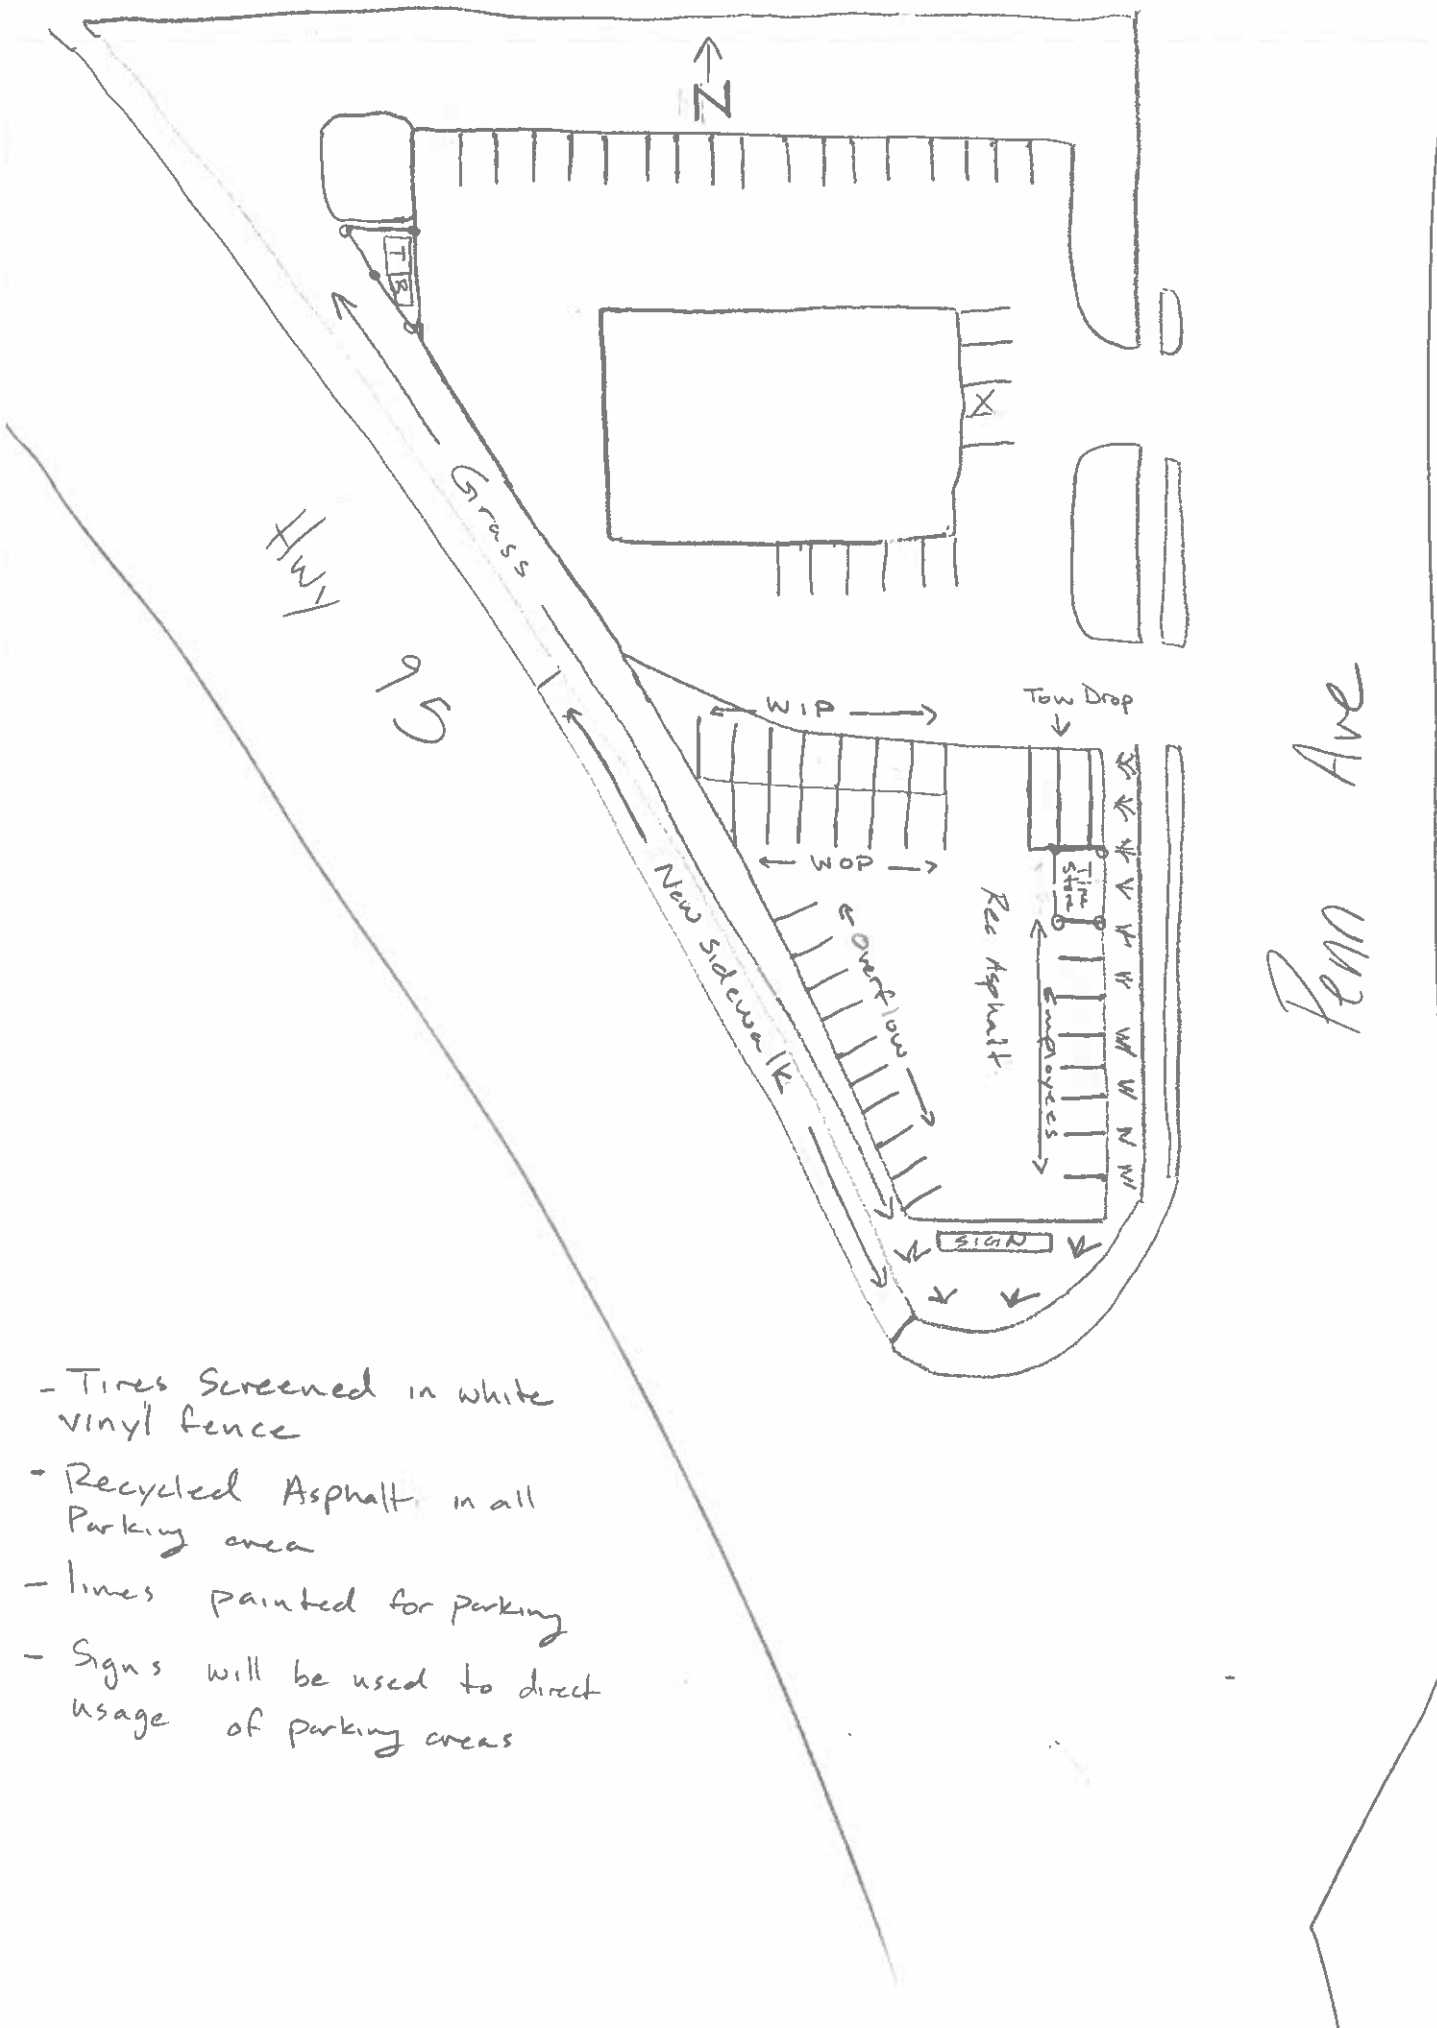 N
T
R
X
Grass
Hwy
95
WIP
Tow Drop
WOP
Tire
Rec Asphalt
Overflow
Employees
New sidewalk
Penn Ave
SIGN
- Tires Screened in white
vinyl fence
- Recycled Asphalt in all
Parking area
- lines painted for parking
- Signs will be used to direct
usage of parking areas